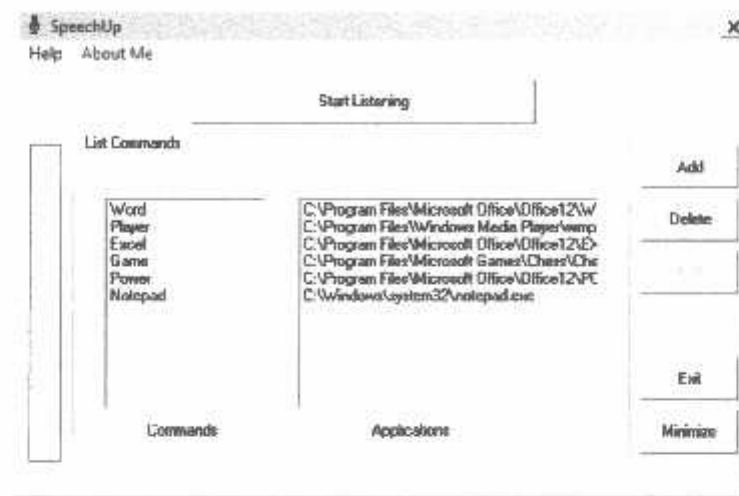 SpeechUp
Help About Me
Start Listening
List Commands
Add
Word C:\Program Files\Microsoft Office\Office12\W
Player C:\Program Files\Windows Media Player\wmp
Delete
Excel C:\Program Files\Microsoft Office\Office12\EX
Game C:\Program Files\Microsoft Games\Chess\Che
Power C:\Program Files\Microsoft Office\Office12\PO
Notepad C:\Windows\system32\notepad.exe
Exit
Commands Applications Minimize